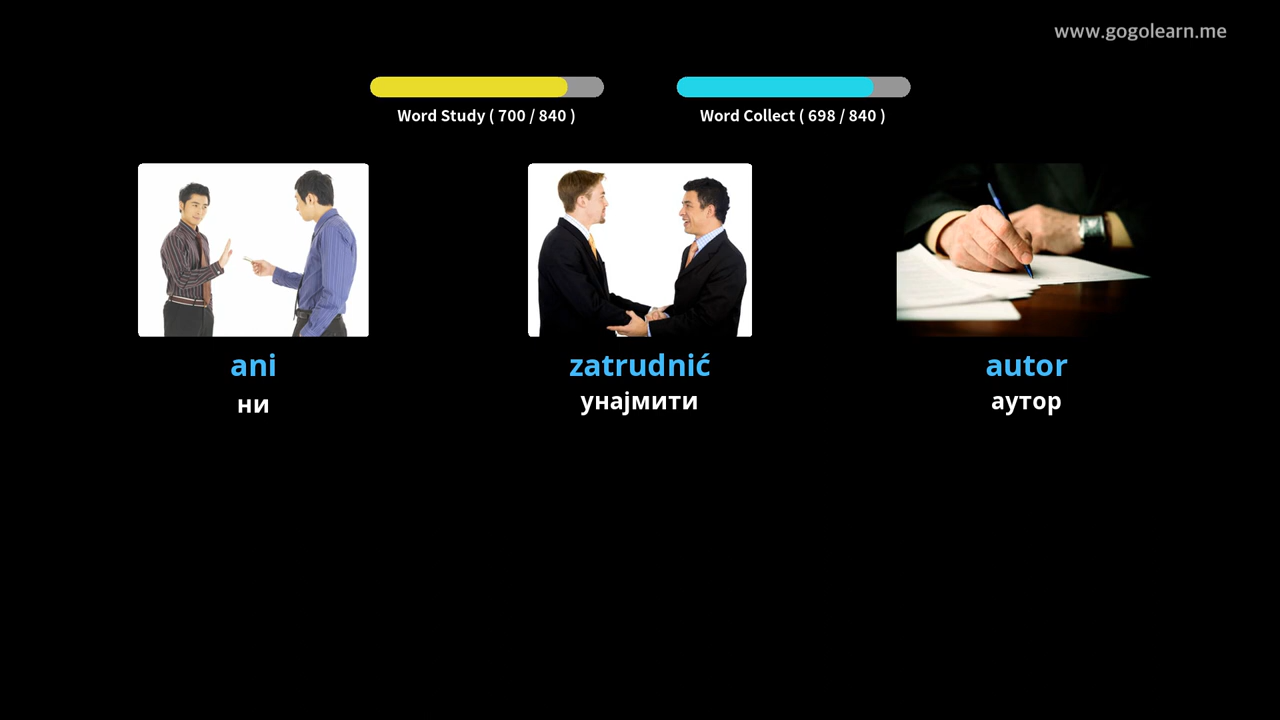 www.gogolearn.me
Word Study ( 700 / 840 )
Word Collect ( 698 / 840 )
ani
zatrudnić
autor
ни
унајмити
аутор